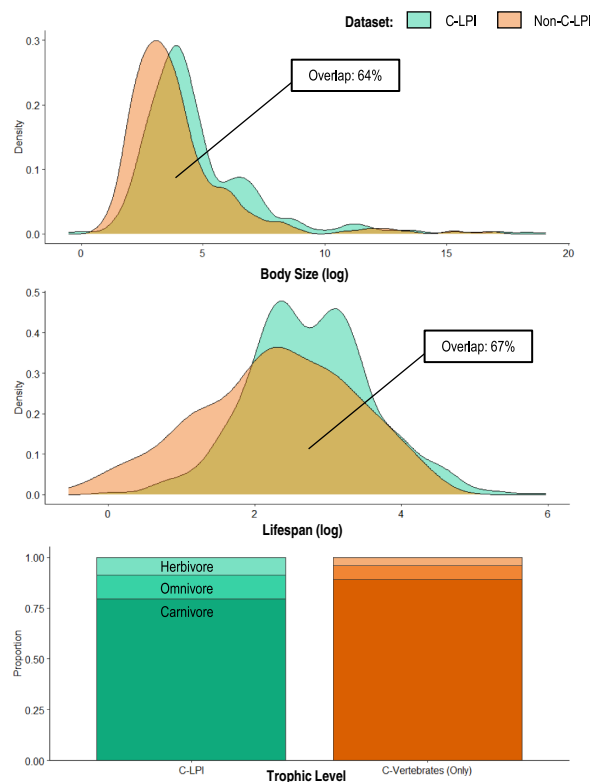 Dataset: C-LPI Non-C-LPI
0.3
0.2
0.1
0.0
Density
Overlap: 64%
0 5 10 15 20
Body Size (log)
0.5
0.4
0.3
0.2
0.1
0.0
Density
Overlap: 67%
0 2 4 6
Lifespan (log)
1.00
0.75
0.50
0.25
0.00
Proportion
Herbivore
Omnivore
Carnivore
C-LPI C-Vertebrates (Only)
Trophic Level